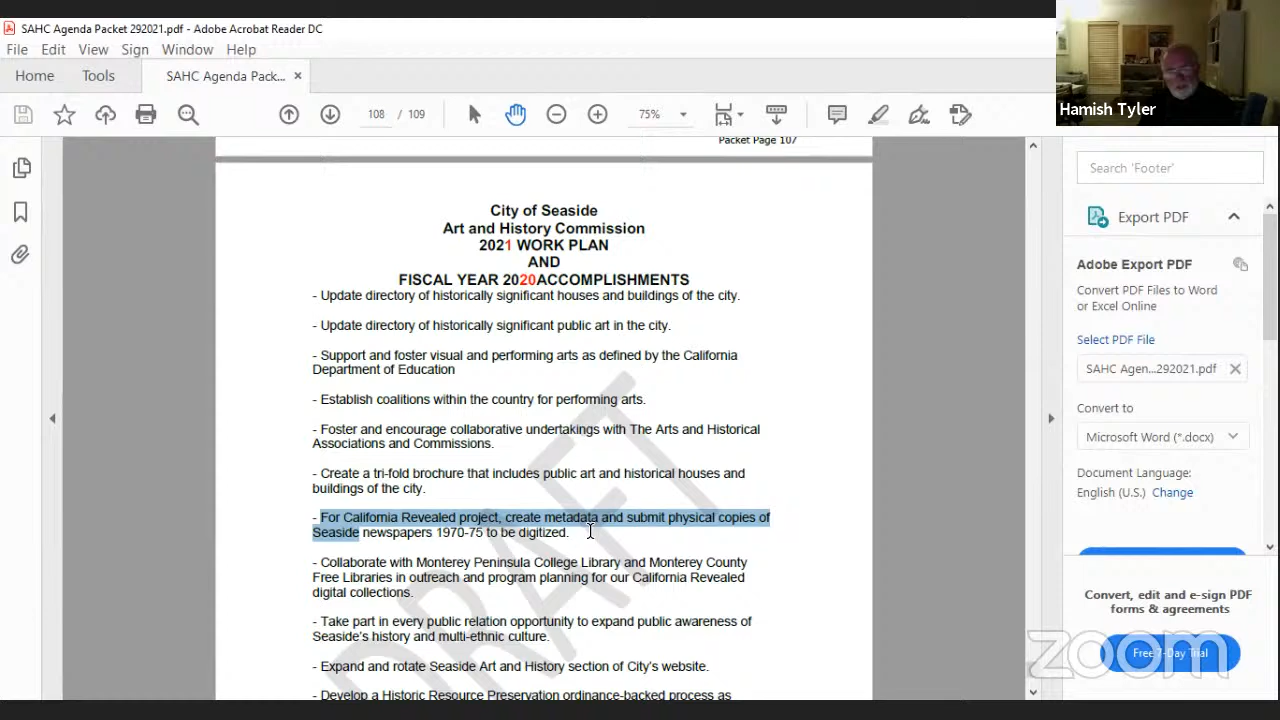 SAHC Agenda Packet 292021.pdf - Adobe Acrobat Reader DC
File Edit View Sign Window Help
Home Tools SAHC Agenda Pack... ×
108 / 109 75%
Hamish Tyler
Packet Page 107
City of Seaside
Art and History Commission
2021 WORK PLAN
AND
FISCAL YEAR 2020ACCOMPLISHMENTS
- Update directory of historically significant houses and buildings of the city.
- Update directory of historically significant public art in the city.
- Support and foster visual and performing arts as defined by the California
Department of Education
- Establish coalitions within the country for performing arts.
- Foster and encourage collaborative undertakings with The Arts and Historical
Associations and Commissions.
- Create a tri-fold brochure that includes public art and historical houses and
buildings of the city.
- For California Revealed project, create metadata and submit physical copies of
Seaside newspapers 1970-75 to be digitized.
- Collaborate with Monterey Peninsula College Library and Monterey County
Free Libraries in outreach and program planning for our California Revealed
digital collections.
- Take part in every public relation opportunity to expand public awareness of
Seaside's history and multi-ethnic culture.
- Expand and rotate Seaside Art and History section of City's website.
- Develop a Historic Resource Preservation ordinance-backed process as
DRAFT
Search 'Footer'
Export PDF
Adobe Export PDF
Convert PDF Files to Word
or Excel Online
Select PDF File
SAHC Agen...292021.pdf ×
Convert to
Microsoft Word (*.docx)
Document Language:
English (U.S.) Change
Convert, edit and e-sign PDF
forms & agreements
Free 7-Day Trial
zoom